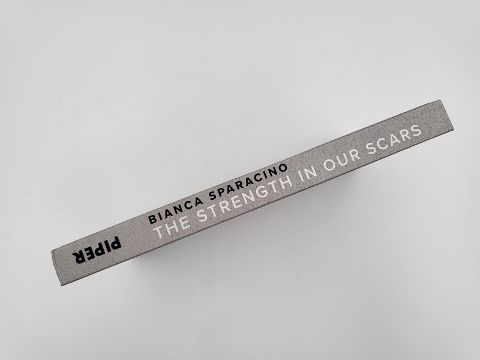 BIANCA SPARACINO
THE STRENGTH IN OUR SCARS
PIPER